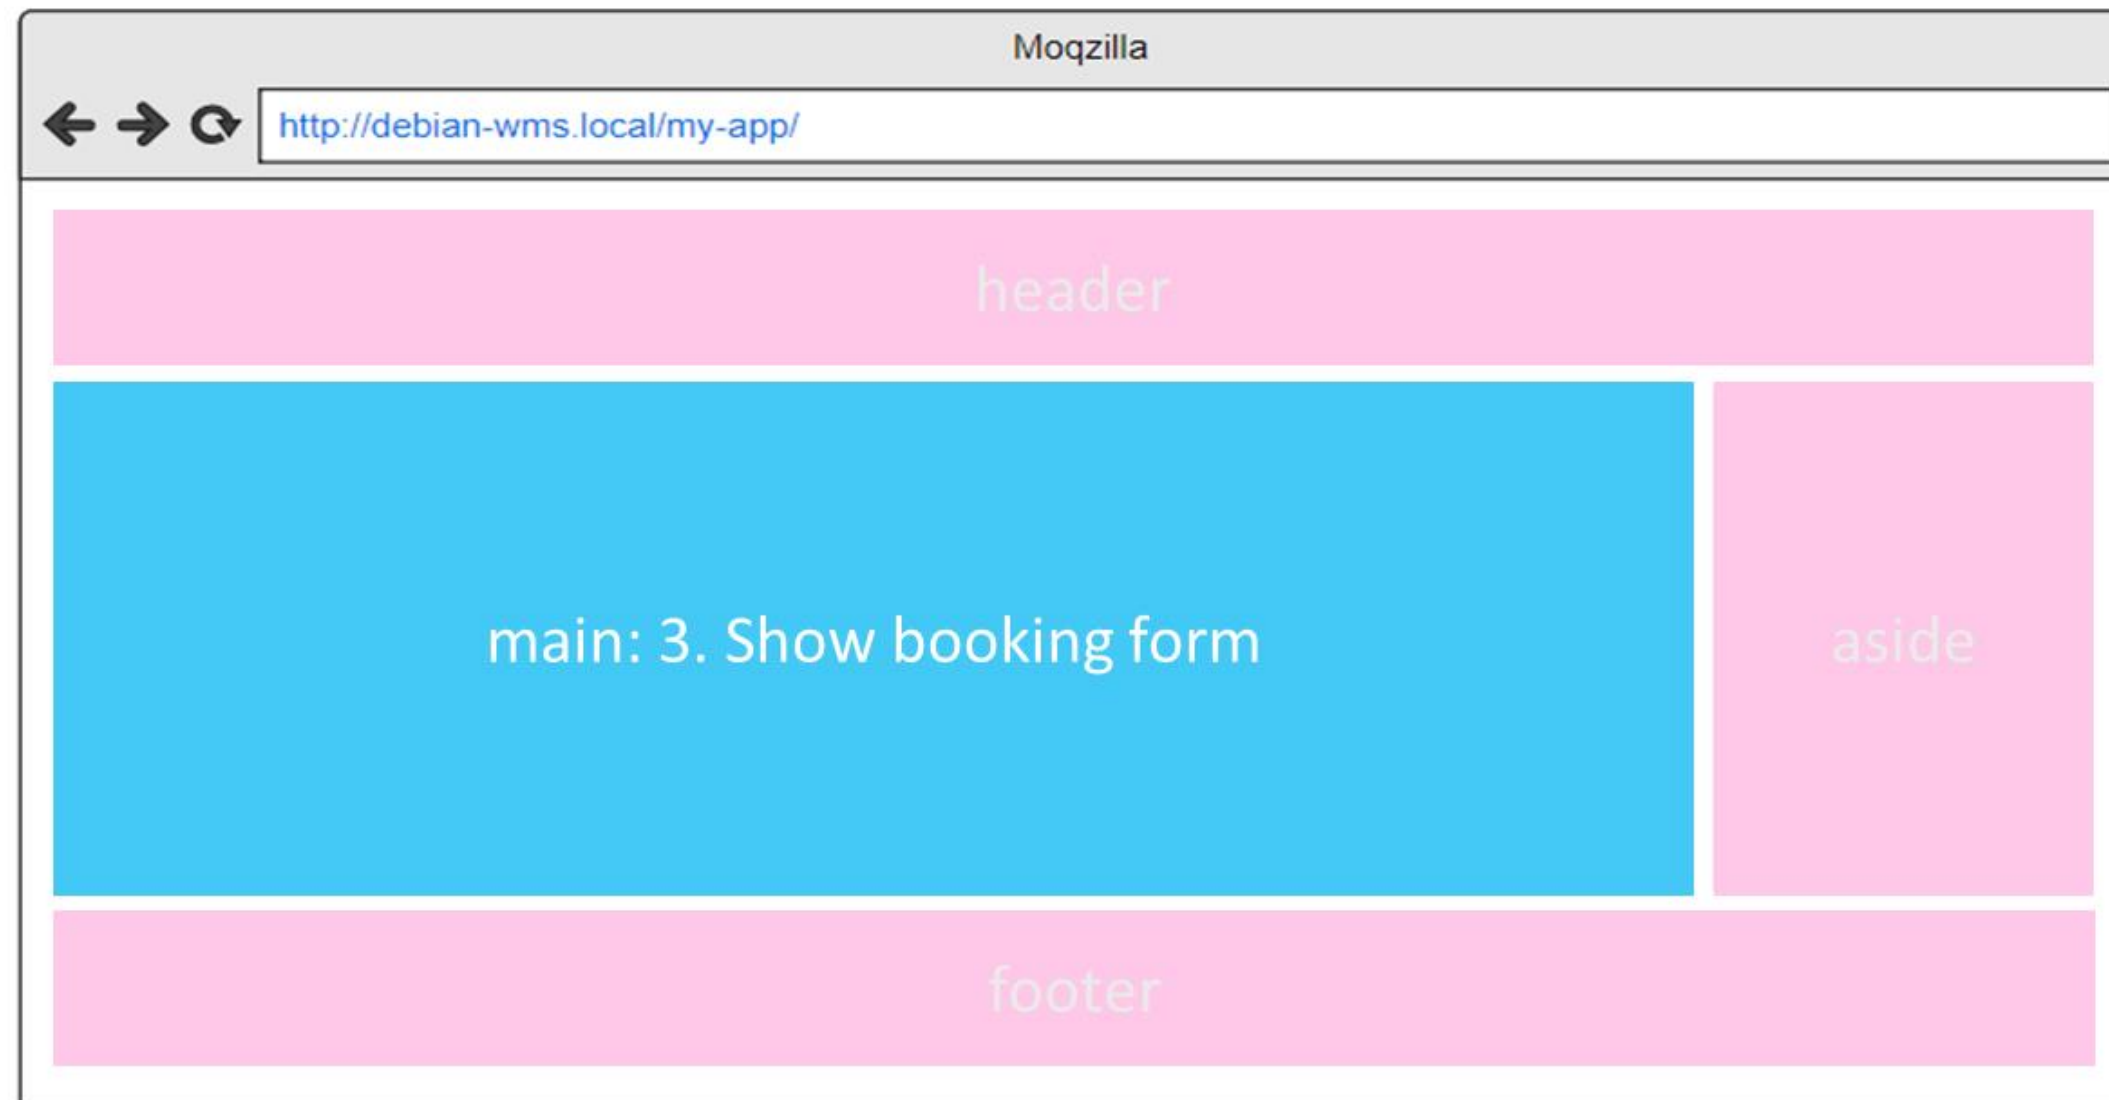 Moqzilla
http://debian-wms.local/my-app/
header
main: 3. Show booking form
aside
footer